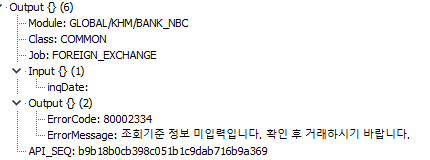 Output {} (6)
Module: GLOBAL/KHM/BANK_NBC
Class: COMMON
Job: FOREIGN_EXCHANGE
Input {} (1)
inqDate:
Output {} (2)
ErrorCode: 80002334
ErrorMessage: 조회기준 정보 미입력입니다. 확인 후 거래하시기 바랍니다.
API_SEQ: b9b18b0cb398c051b1c9dab716b9a369